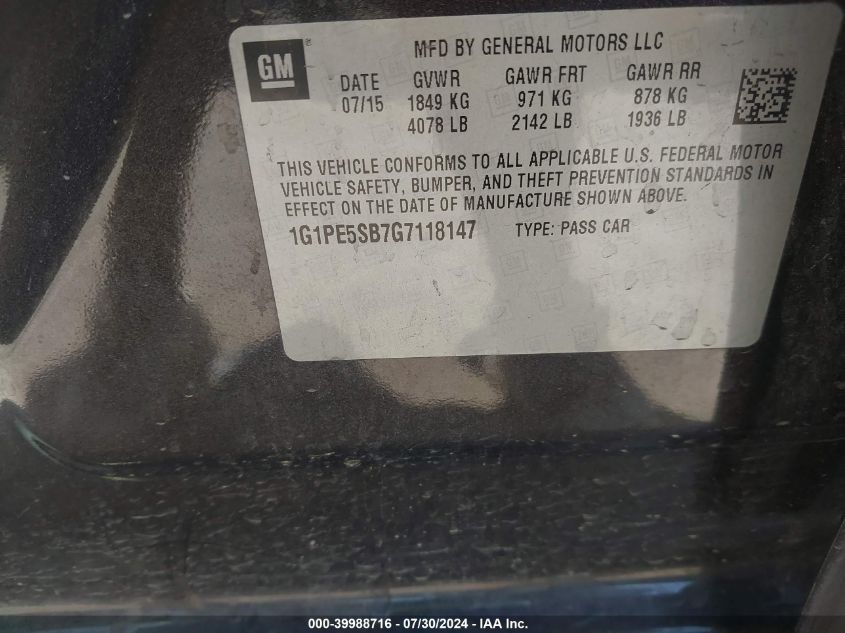 GM ®
MFD BY GENERAL MOTORS LLC
DATE GVWR GAWR FRT GAWR RR
07/15 1849 KG 971 KG 878 KG
4078 LB 2142 LB 1936 LB
THIS VEHICLE CONFORMS TO ALL APPLICABLE U.S. FEDERAL MOTOR
VEHICLE SAFETY, BUMPER, AND THEFT PREVENTION STANDARDS IN
EFFECT ON THE DATE OF MANUFACTURE SHOWN ABOVE.
1G1PE5SB7G7118147 TYPE: PASS CAR
000-39988716 - 07/30/2024 - IAA Inc.